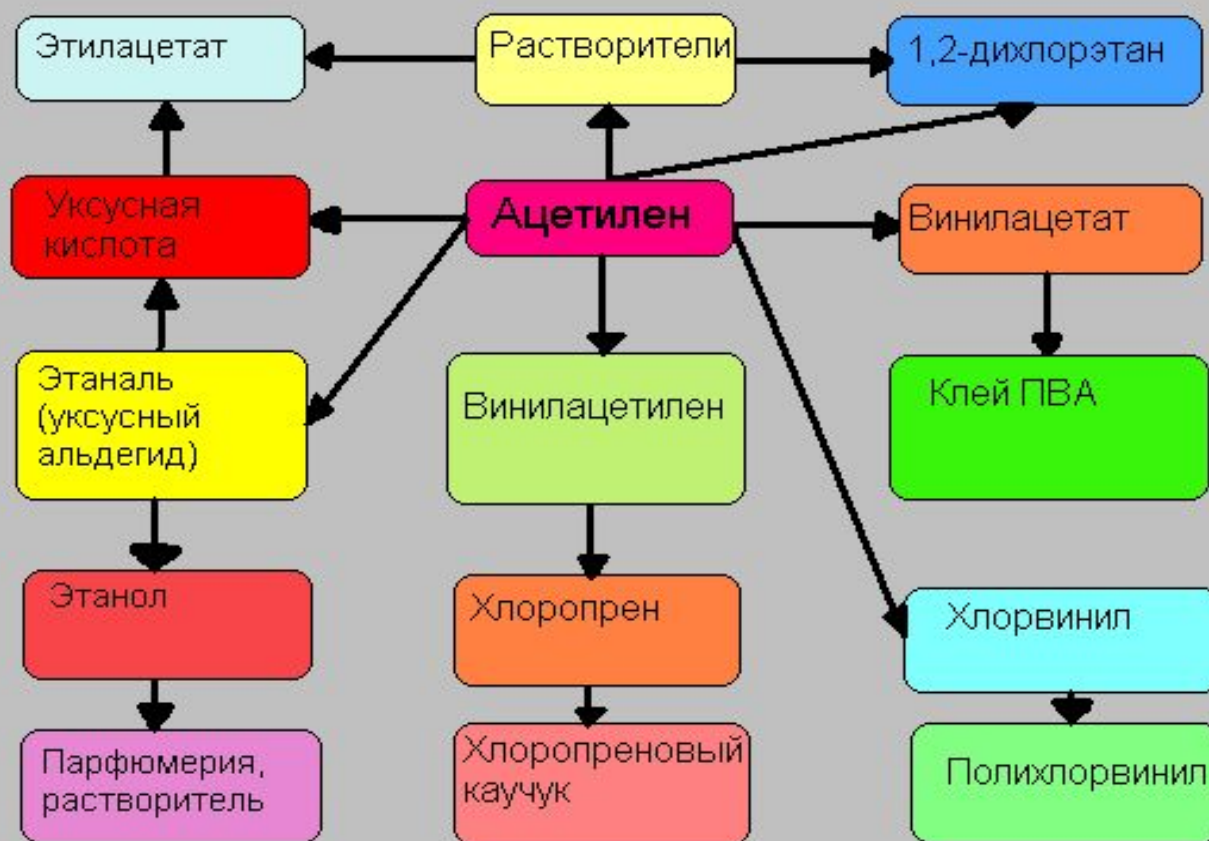 Этилацетат
Растворители
1,2-дихлорэтан
Уксусная
кислота
Ацетилен
Винилацетат
Этаналь
(уксусный
альдегид)
Винилацетилен
Клей ПВА
Этанол
Хлоропрен
Хлорвинил
Парфюмерия,
растворитель
Хлоропреновый
каучук
Полихлорвинил